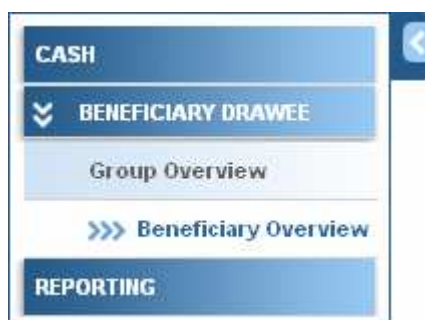 CASH
BENEFICIARY DRAWEE
Group Overview
Beneficiary Overview
REPORTING